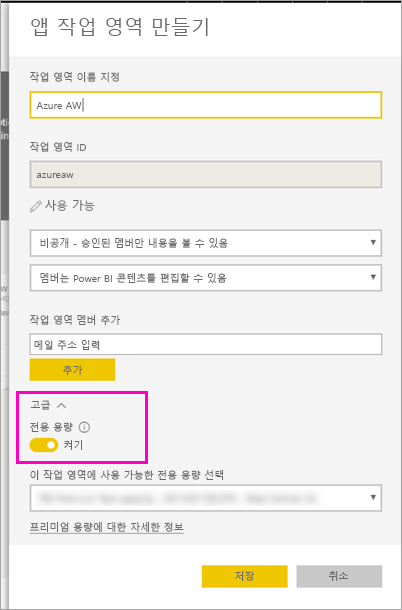 앱 작업 영역 만들기
작업 영역 이름 지정
Azure AW
작업 영역 ID
azureaw
사용 가능
비공개 - 승인된 멤버만 내용을 볼 수 있음
멤버는 Power BI 콘텐츠를 편집할 수 있음
작업 영역 멤버 추가
메일 주소 입력
추가
고급
전용 용량
켜기
이 작업 영역에 사용 가능한 전용 용량 선택
프리미엄 용량에 대한 자세한 정보
저장 취소